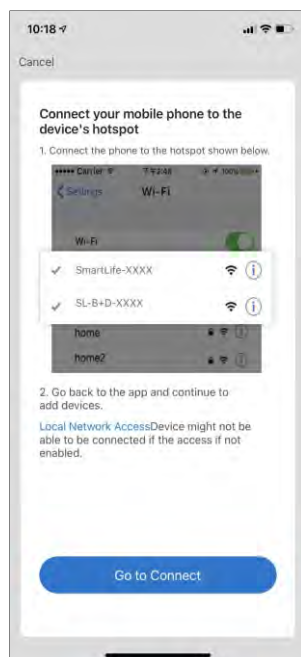 10:18
Cancel
Connect your mobile phone to the
device's hotspot
1. Connect the phone to the hotspot shown below.
Carrier 100%
Settings Wi-Fi
Wi-Fi
SmartLife-XXXX
SL-B+D-XXXX
home
home2
2. Go back to the app and continue to
add devices.
Local Network AccessDevice might not be
able to be connected if the access if not
enabled.
Go to Connect